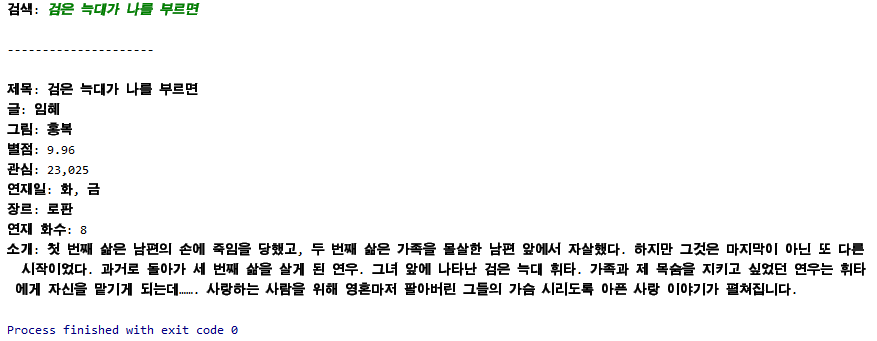 검색: 검은 늑대가 나를 부르면
---------------------
제목: 검은 늑대가 나를 부르면
글: 임혜
그림: 홍복
별점: 9.96
관심: 23,025
연재일: 화, 금
장르: 로판
연재 화수: 8
소개: 첫 번째 삶은 남편의 손에 죽임을 당했고, 두 번째 삶은 가족을 몰살한 남편 앞에서 자살했다. 하지만 그것은 마지막이 아닌 또 다른
시작이었다. 과거로 돌아가 세 번째 삶을 살게 된 연우. 그녀 앞에 나타난 검은 늑대 휘타. 가족과 제 목숨을 지키고 싶었던 연우는 휘타
에게 자신을 맡기게 되는데……. 사랑하는 사람을 위해 영혼마저 팔아버린 그들의 가슴 시리도록 아픈 사랑 이야기가 펼쳐집니다.
Process finished with exit code 0